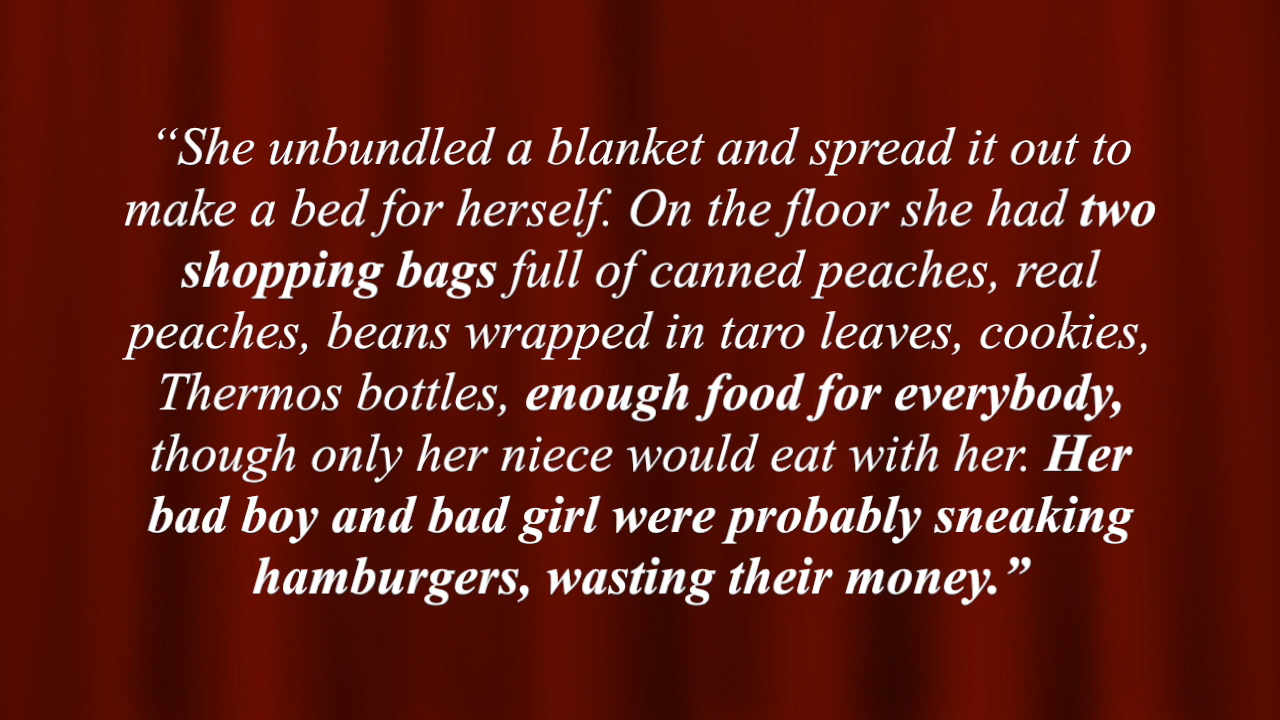 “She unbundled a blanket and spread it out to
make a bed for herself. On the floor she had two
shopping bags full of canned peaches, real
peaches, beans wrapped in taro leaves, cookies,
Thermos bottles, enough food for everybody,
though only her niece would eat with her. Her
bad boy and bad girl were probably sneaking
hamburgers, wasting their money.”